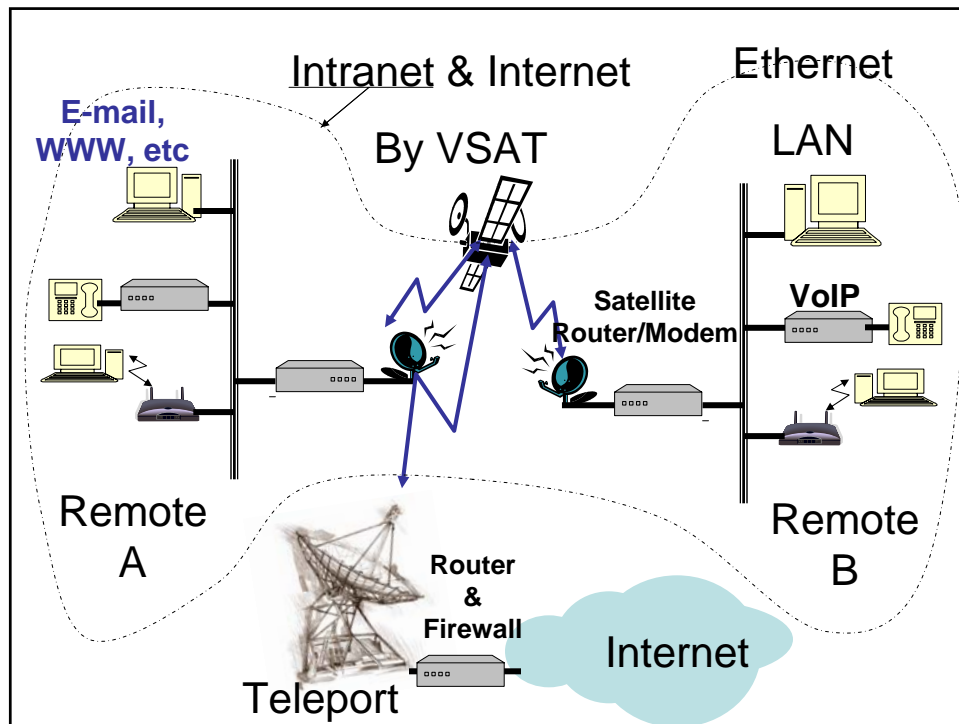 Intranet & Internet
Ethernet
E-mail,
WWW, etc
By VSAT
LAN
Satellite
Router/Modem
VoIP
Remote
A
Remote
B
Router
&
Firewall
Internet
Teleport